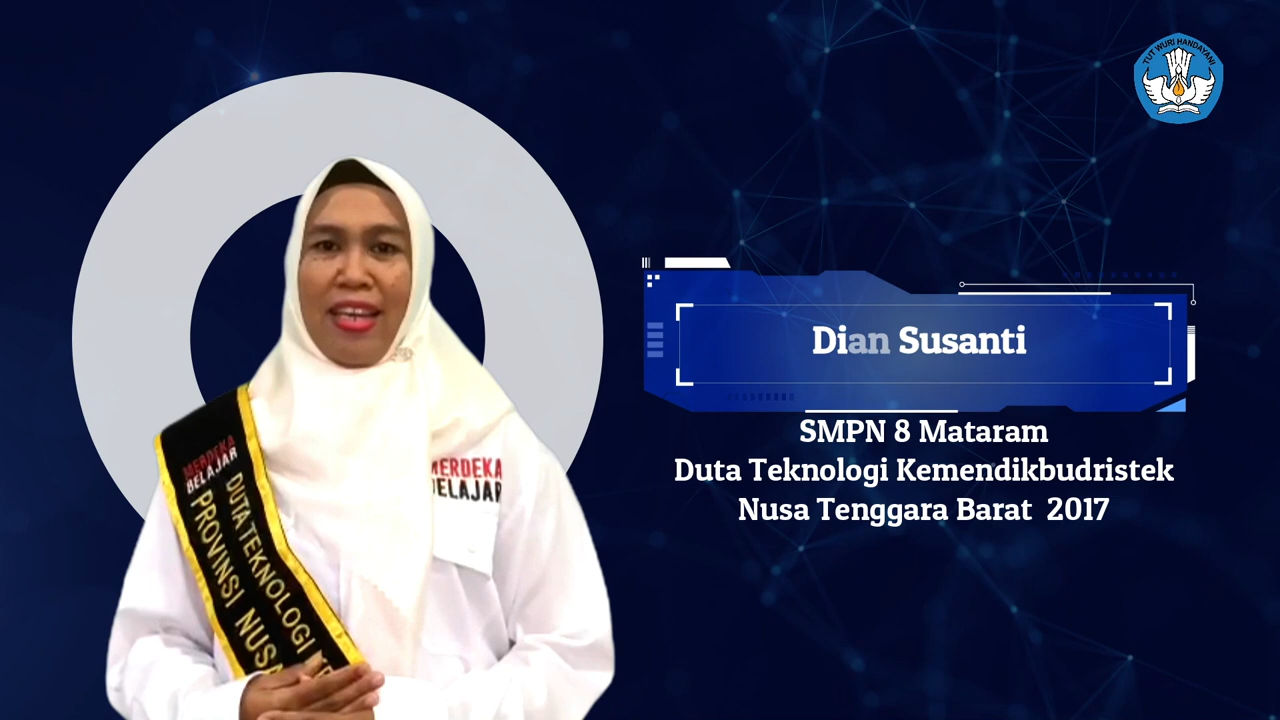 TUT WURI HANDAYANI
Dian Susanti
SMPN 8 Mataram
Duta Teknologi Kemendikbudristek
Nusa Tenggara Barat 2017
MERDEKA
BELAJAR
DUTA TEKNOLOGI
PROVINSI NUSA
MERDEKA
BELAJAR